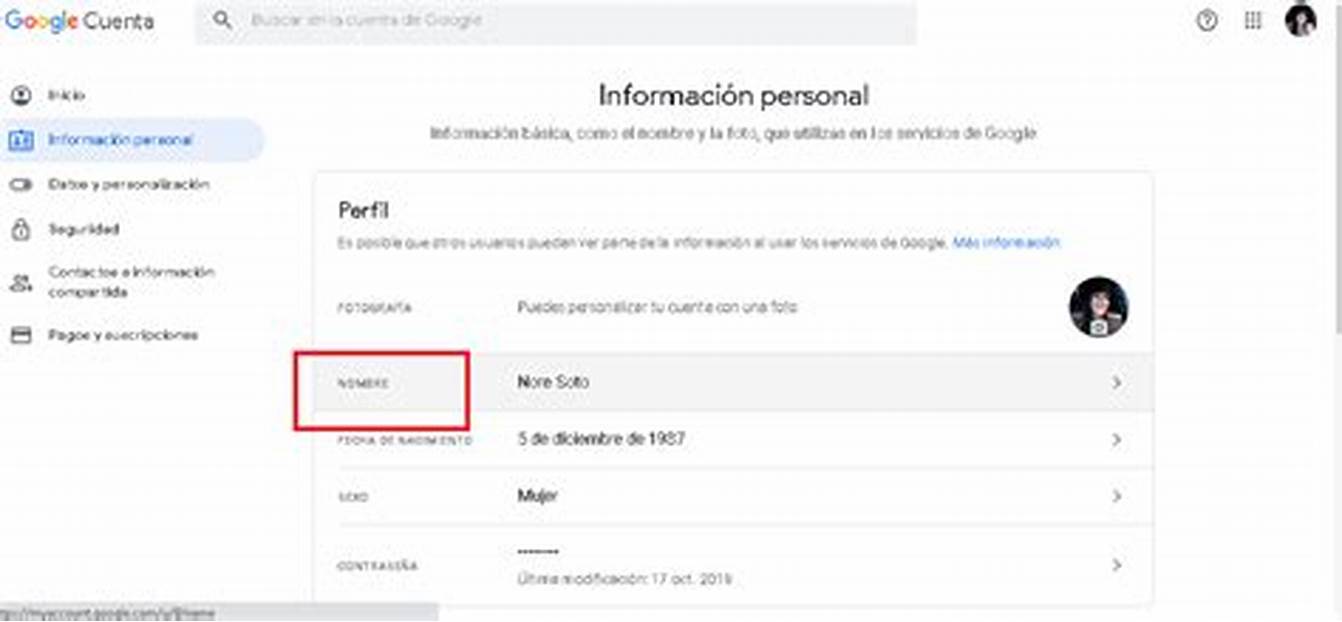 Google Cuenta
Buscar en la cuenta de Google
Inicio
Información personal
Datos y personalización
Seguridad
Contactos e información
compartida
Pagos y suscripciones
Información personal
Información básica, como el nombre y la foto, que utilizas en los servicios de Google
Perfil
Es posible que otros usuarios puedan ver parte de la información al usar los servicios de Google. Más información
FOTOGRAFÍA Puedes personalizar tu cuenta con una foto
NOMBRE Nore Soto
FECHA DE NACIMIENTO 5 de diciembre de 1987
SEXO Mujer
CONTRASEÑA ••••••••
Última modificación: 17 oct.